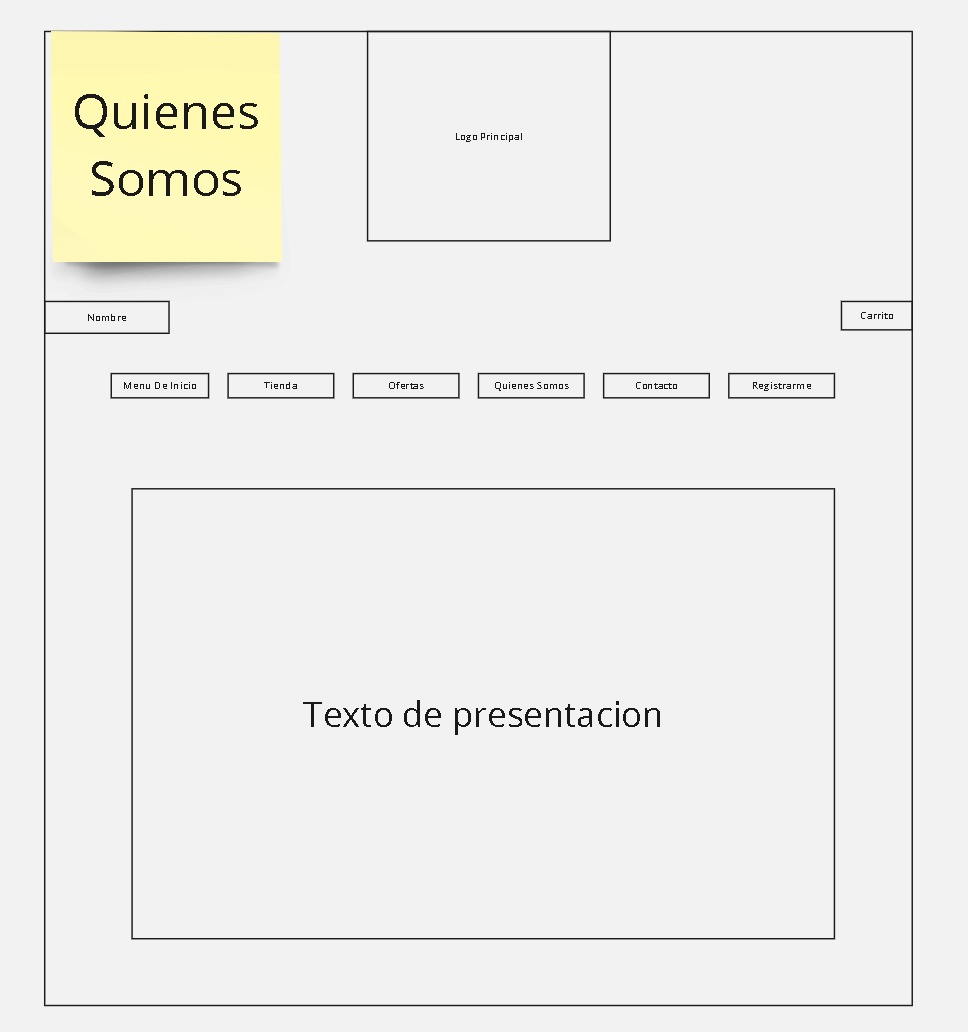 Quienes
Somos
Logo Principal
Nombre
Carrito
Menu De Inicio
Tienda
Ofertas
Quienes Somos
Contacto
Registrarme
Texto de presentacion